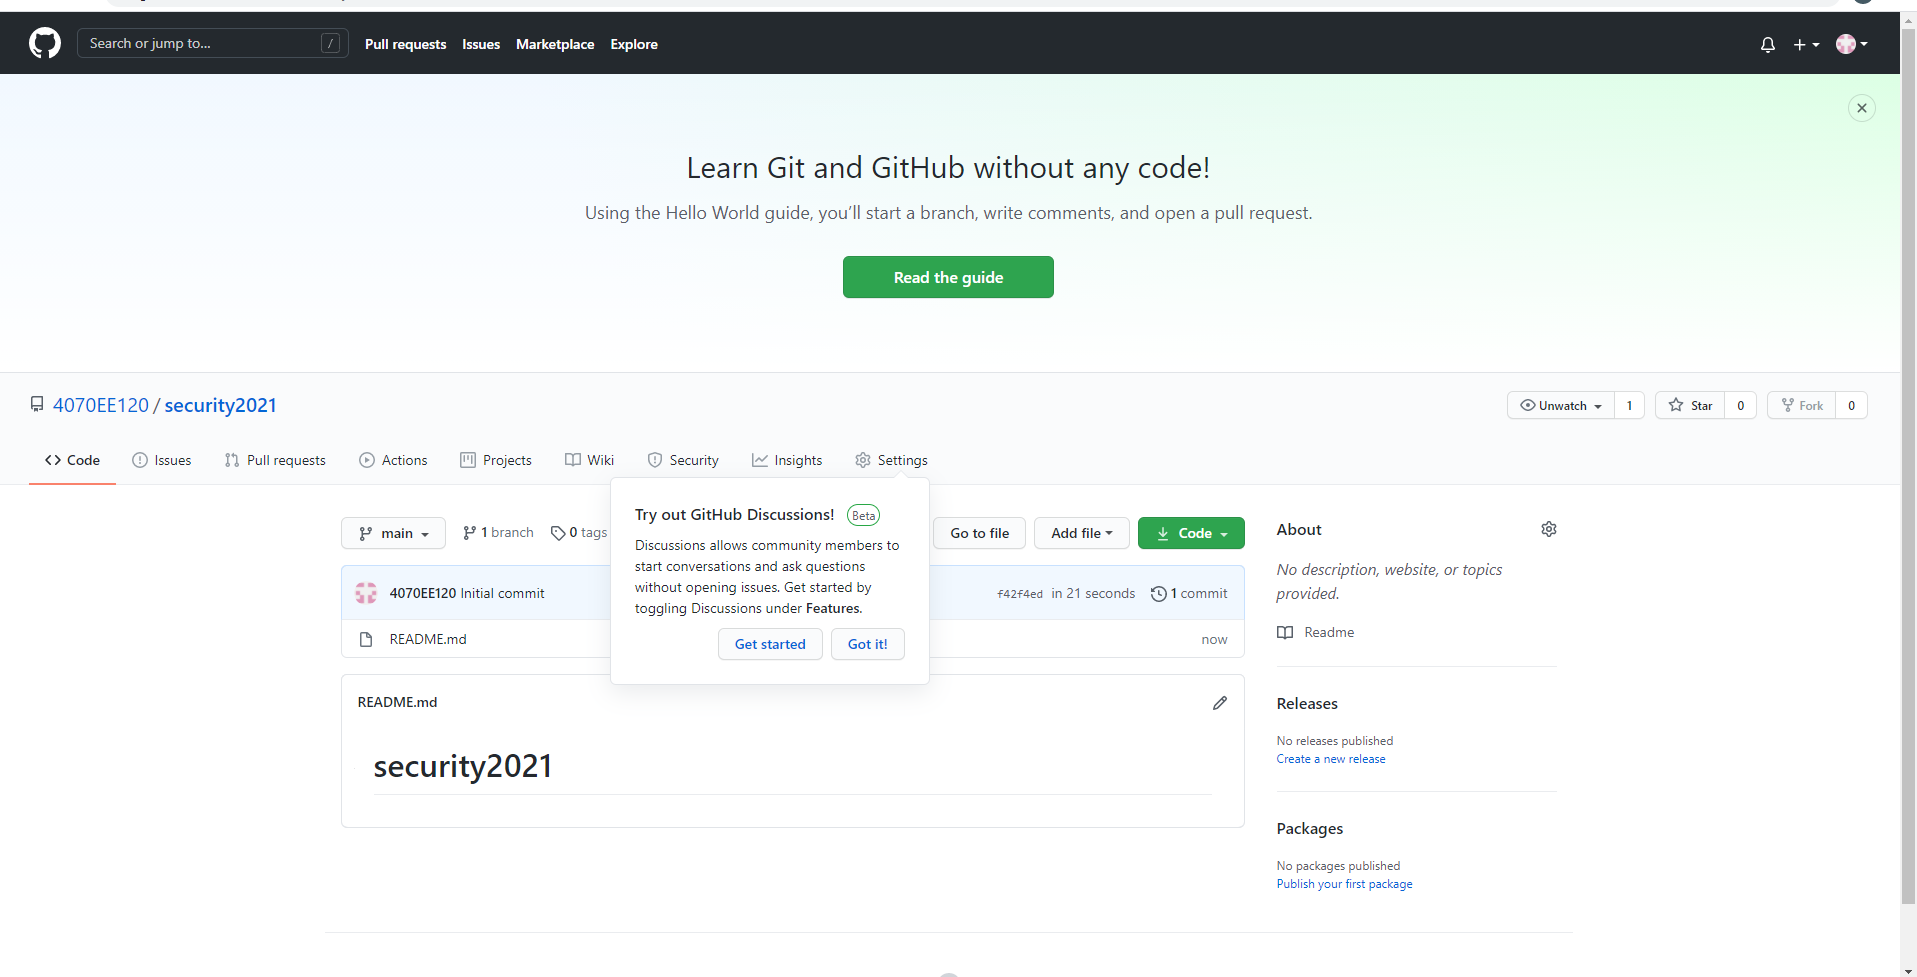 Search or jump to... /
Pull requests Issues Marketplace Explore
Learn Git and GitHub without any code!
Using the Hello World guide, you’ll start a branch, write comments, and open a pull request.
Read the guide
4070EE120 / security2021
Unwatch 1 Star 0 Fork 0
Code Issues Pull requests Actions Projects Wiki Security Insights Settings
main 1 branch 0 tags
Go to file Add file Code
Try out GitHub Discussions! Beta
Discussions allows community members to
start conversations and ask questions
without opening issues. Get started by
toggling Discussions under Features.
Get started Got it!
4070EE120 Initial commit
f42f4ed in 21 seconds 1 commit
README.md
now
README.md
security2021
About
No description, website, or topics
provided.
Readme
Releases
No releases published
Create a new release
Packages
No packages published
Publish your first package